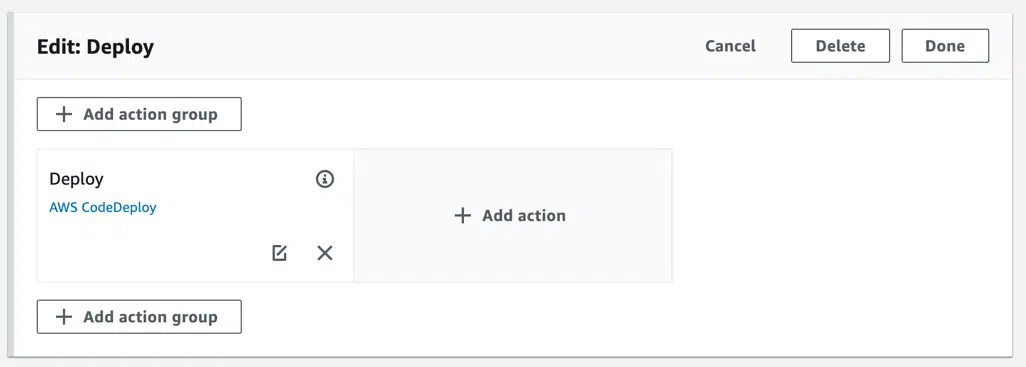 Edit: Deploy
Cancel
Delete
Done
Add action group
Deploy
AWS CodeDeploy
Add action
Add action group